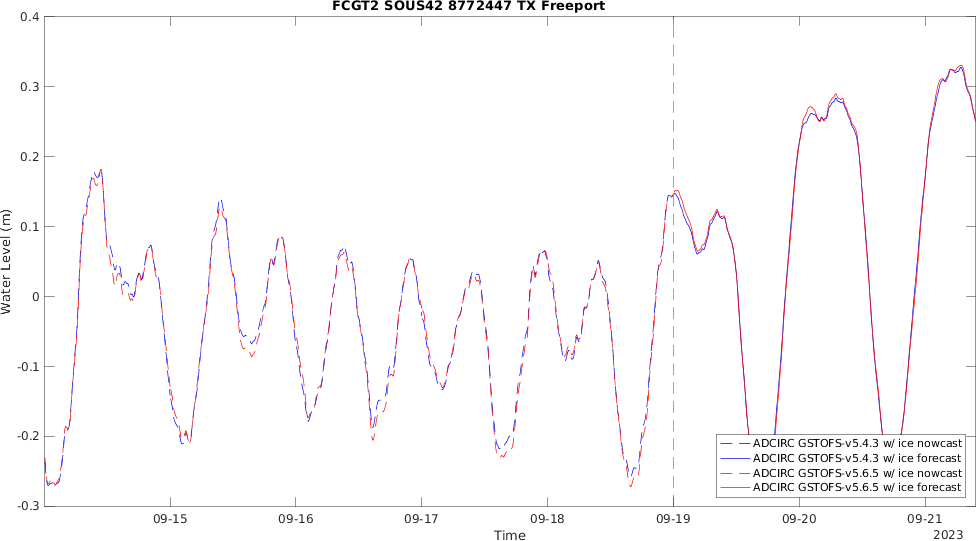 FCGT2 SOUS42 8772447 TX Freeport
Water Level (m)
0.4
0.3
0.2
0.1
0
-0.1
-0.2
-0.3
ADCIRC GSTOFS-v5.4.3 w/ ice nowcast
ADCIRC GSTOFS-v5.4.3 w/ ice forecast
ADCIRC GSTOFS-v5.6.5 w/ ice nowcast
ADCIRC GSTOFS-v5.6.5 w/ ice forecast
09-15 09-16 09-17 09-18 09-19 09-20 09-21
Time
2023